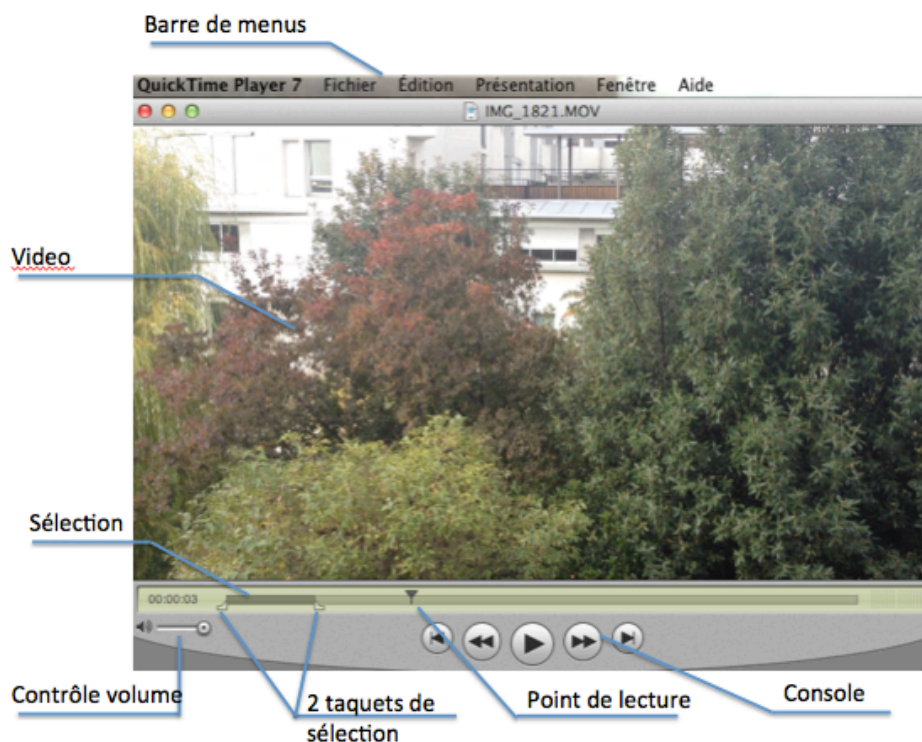 Barre de menus
QuickTime Player 7 Fichier Édition Présentation Fenêtre Aide
IMG_1821.MOV
Video
Sélection
00:00:03
Contrôle volume
2 taquets de
sélection
Point de lecture
Console